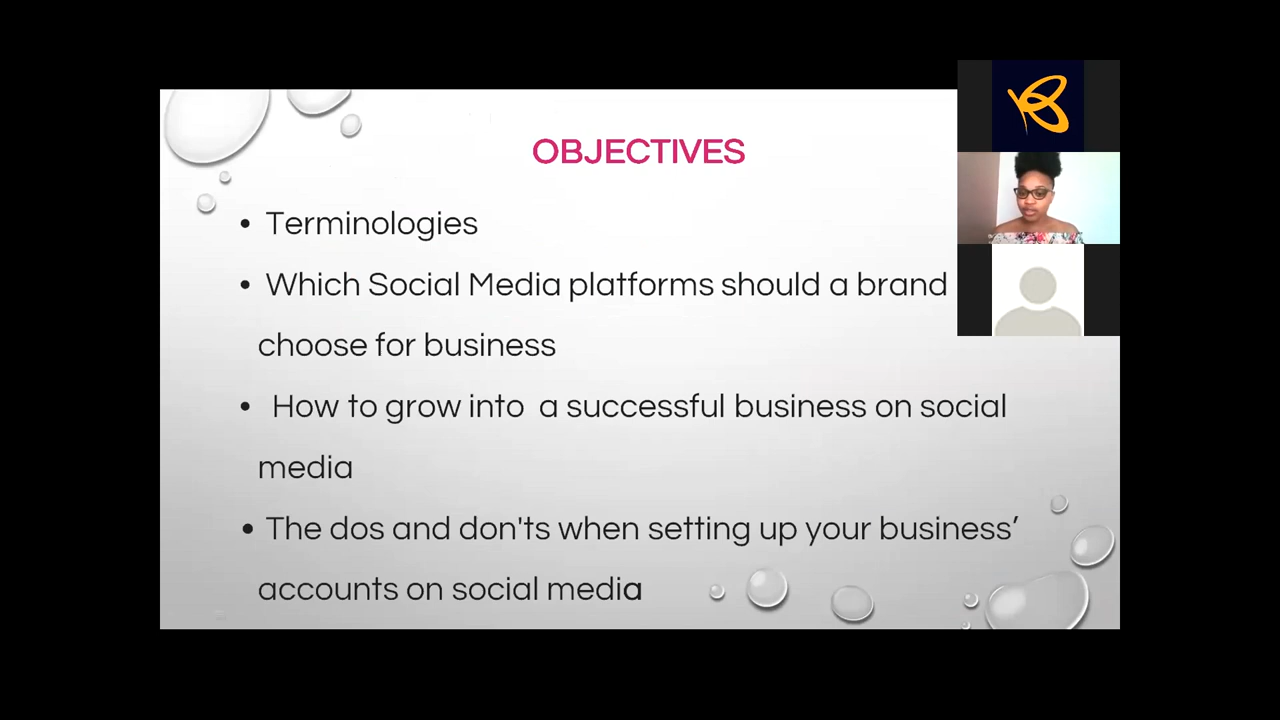 OBJECTIVES
• Terminologies
• Which Social Media platforms should a brand
choose for business
• How to grow into a successful business on social
media
• The dos and don'ts when setting up your business’
accounts on social media